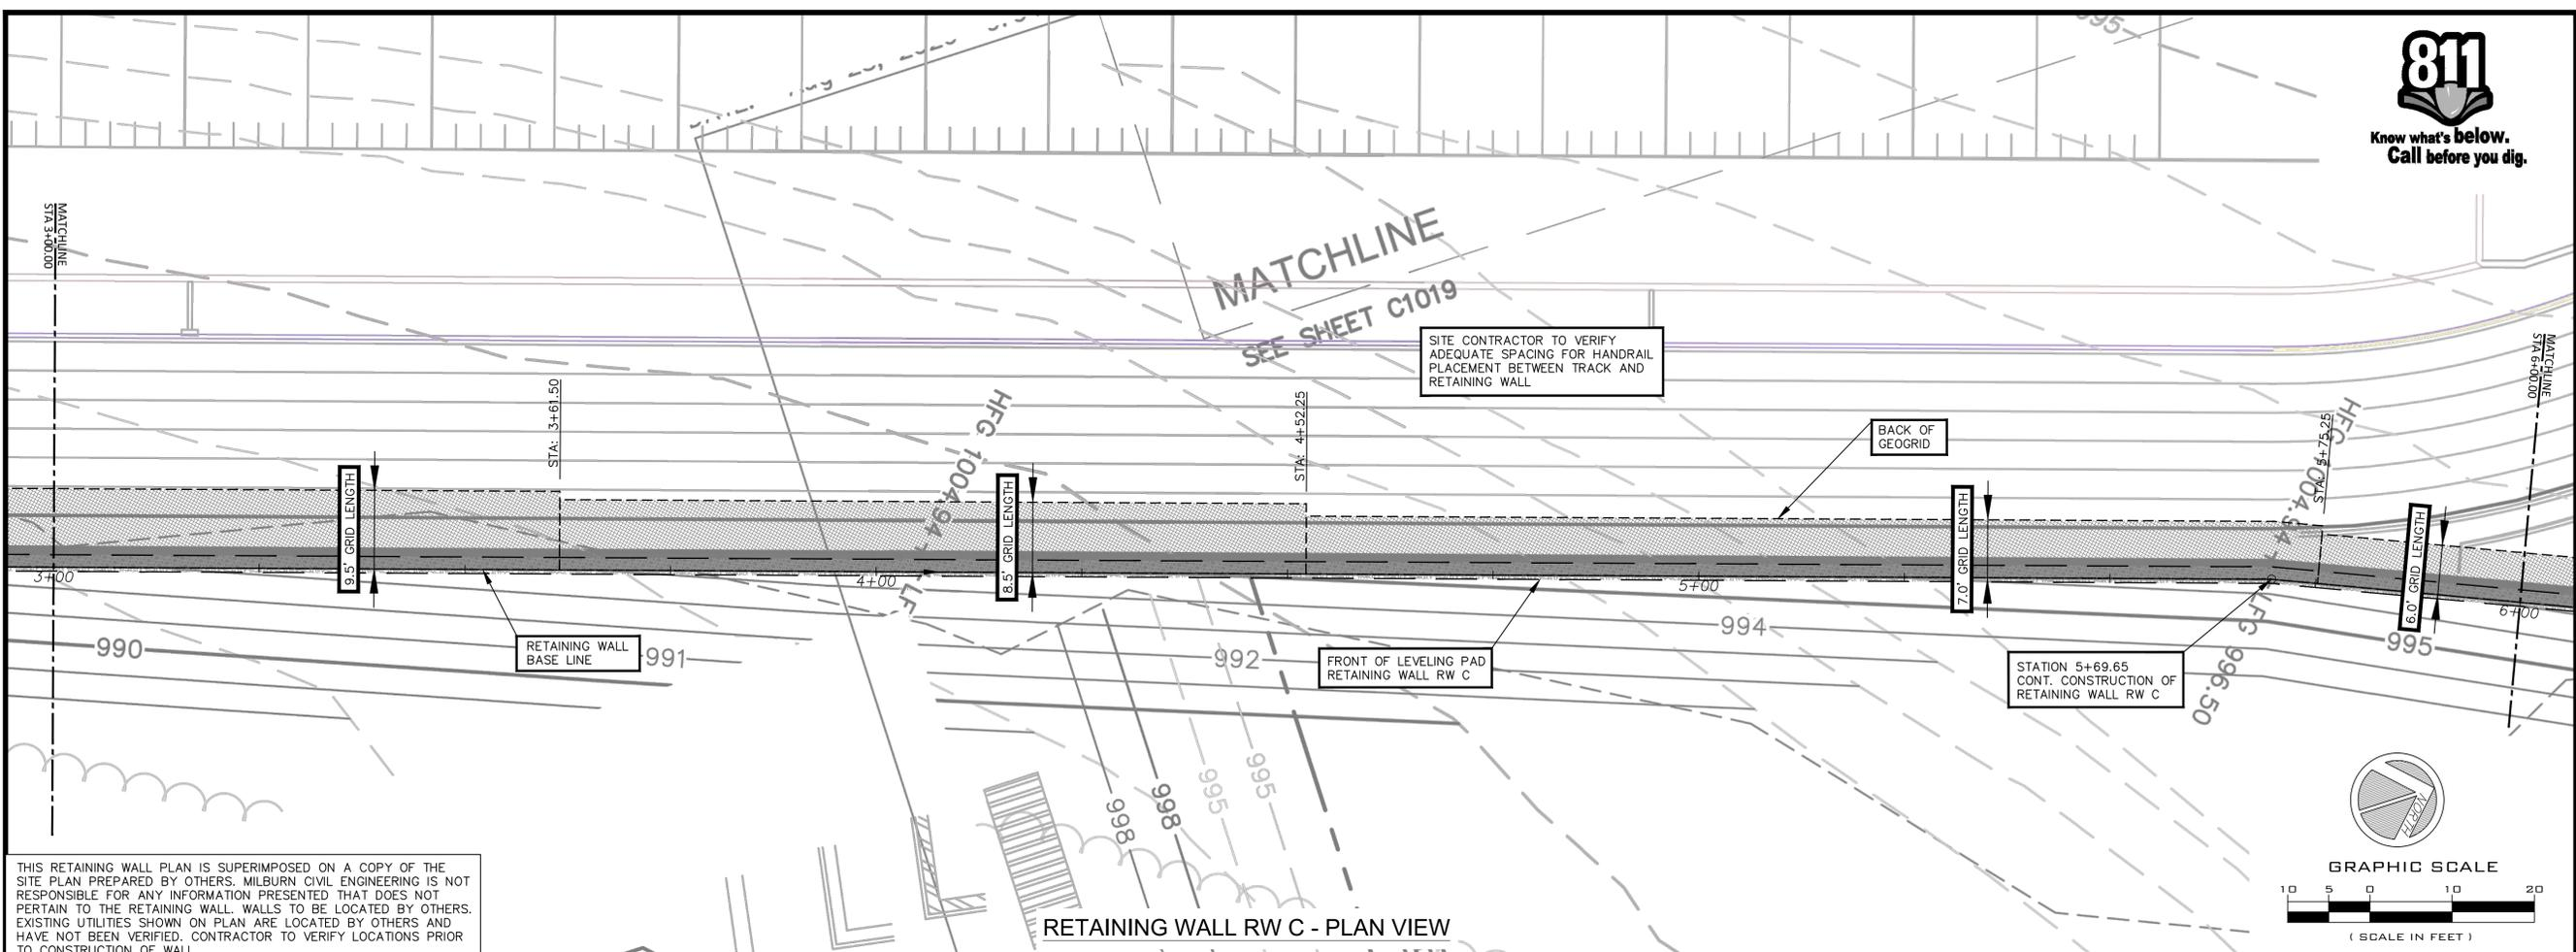 995
811
Know what's below.
Call before you dig.
MATCHLINE
STA 3+00.00
MATCHLINE
SEE SHEET C1019
SITE CONTRACTOR TO VERIFY
ADEQUATE SPACING FOR HANDRAIL
PLACEMENT BETWEEN TRACK AND
RETAINING WALL
MATCHLINE
STA 6+00.00
STA: 3+61.50
HFG 1004.94
STA: 4+52.25
BACK OF
GEOGRID
STA: 5+75.25
HFG 1004.94
9.5' GRID LENGTH
8.5' GRID LENGTH
7.0' GRID LENGTH
6.0' GRID LENGTH
3+00
4+00
5+00
6+00
990
RETAINING WALL
BASE LINE
991
992
FRONT OF LEVELING PAD
RETAINING WALL RW C
994
STATION 5+69.65
CONT. CONSTRUCTION OF
RETAINING WALL RW C
LFG 996.50
995
998
998
995
995
NORTH
GRAPHIC SCALE
10 5 0 10 20
( SCALE IN FEET )
THIS RETAINING WALL PLAN IS SUPERIMPOSED ON A COPY OF THE
SITE PLAN PREPARED BY OTHERS. MILBURN CIVIL ENGINEERING IS NOT
RESPONSIBLE FOR ANY INFORMATION PRESENTED THAT DOES NOT
PERTAIN TO THE RETAINING WALL. WALLS TO BE LOCATED BY OTHERS.
EXISTING UTILITIES SHOWN ON PLAN ARE LOCATED BY OTHERS AND
HAVE NOT BEEN VERIFIED. CONTRACTOR TO VERIFY LOCATIONS PRIOR
TO CONSTRUCTION OF WALL
RETAINING WALL RW C - PLAN VIEW